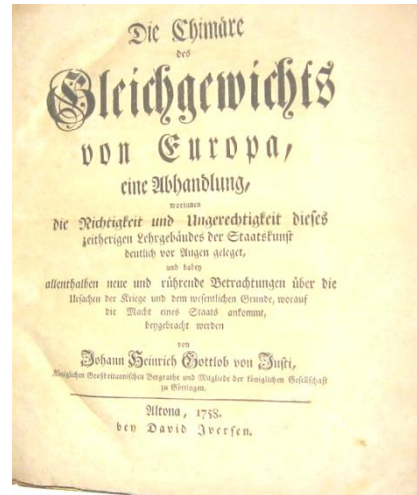 Die Chimäre
des
Gleichgewichts
von Europa,
eine Abhandlung,
worinnen
die Nichtigkeit und Ungerechtigkeit dieses
zeitherigen Lehrgebäudes der Staatskunst
deutlich vor Augen geleget,
und dabey
allenthalben neue und rührende Betrachtungen über die
Ursachen der Kriege und dem wesentlichen Grunde, worauf
die Macht eines Staats ankommt,
beygebracht werden
von
Johann Heinrich Gottlob von Justi,
Königlichen Großbritannischen Bergrathe und Mitgliede der königlichen Gesellschaft
zu Göttingen.
Altona, 1758.
bey David Iversen.